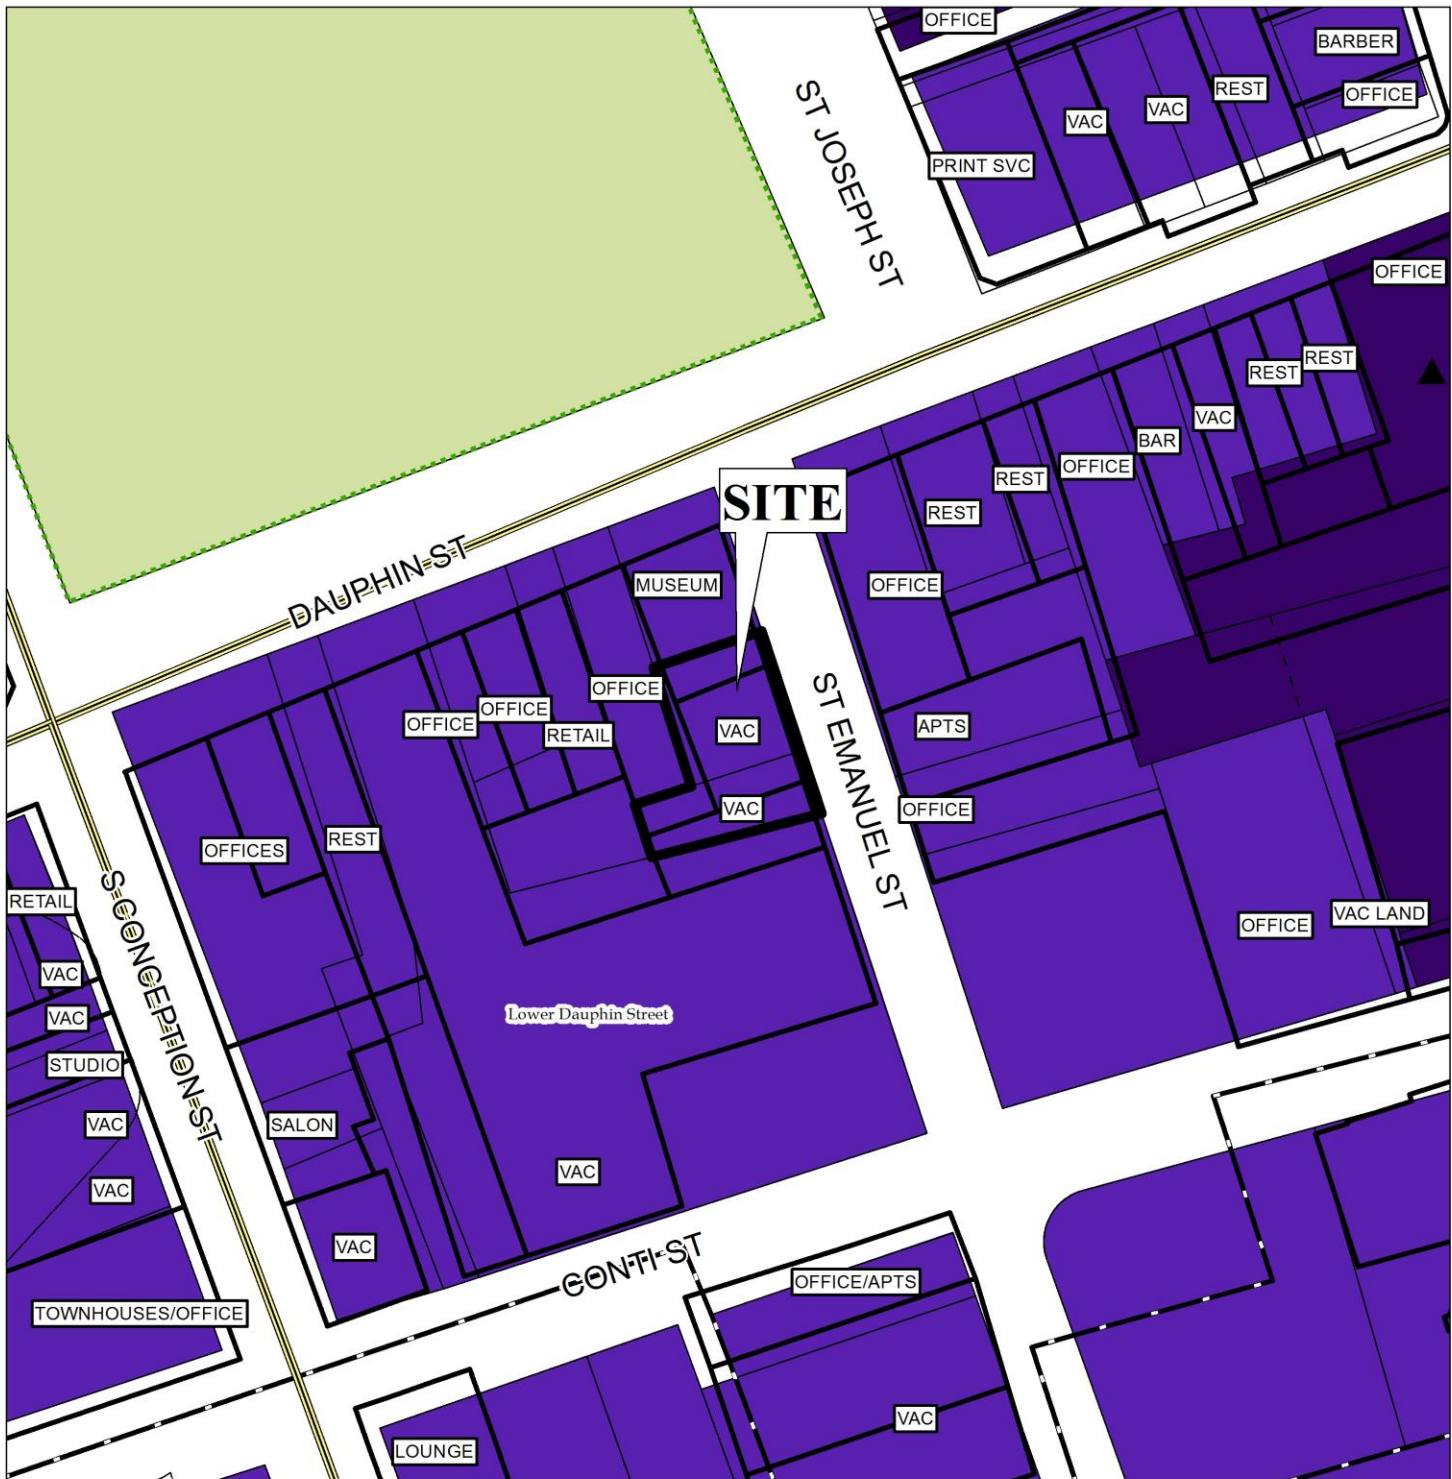 OFFICE
BARBER
REST
OFFICE
VAC
VAC
PRINT SVC
ST JOSEPH ST
OFFICE
REST
REST
VAC
BAR
OFFICE
REST
REST
SITE
DAUPHIN ST
MUSEUM
OFFICE
OFFICE
OFFICE
OFFICE
RETAIL
VAC
VAC
ST EMANUEL ST
APTS
OFFICE
REST
OFFICES
RETAIL
S CONCEPTION ST
VAC LAND
OFFICE
VAC
VAC
Lower Dauphin Street
STUDIO
VAC
SALON
VAC
VAC
VAC
CONTI ST
OFFICE/APTS
TOWNHOUSES/OFFICE
VAC
LOUNGE